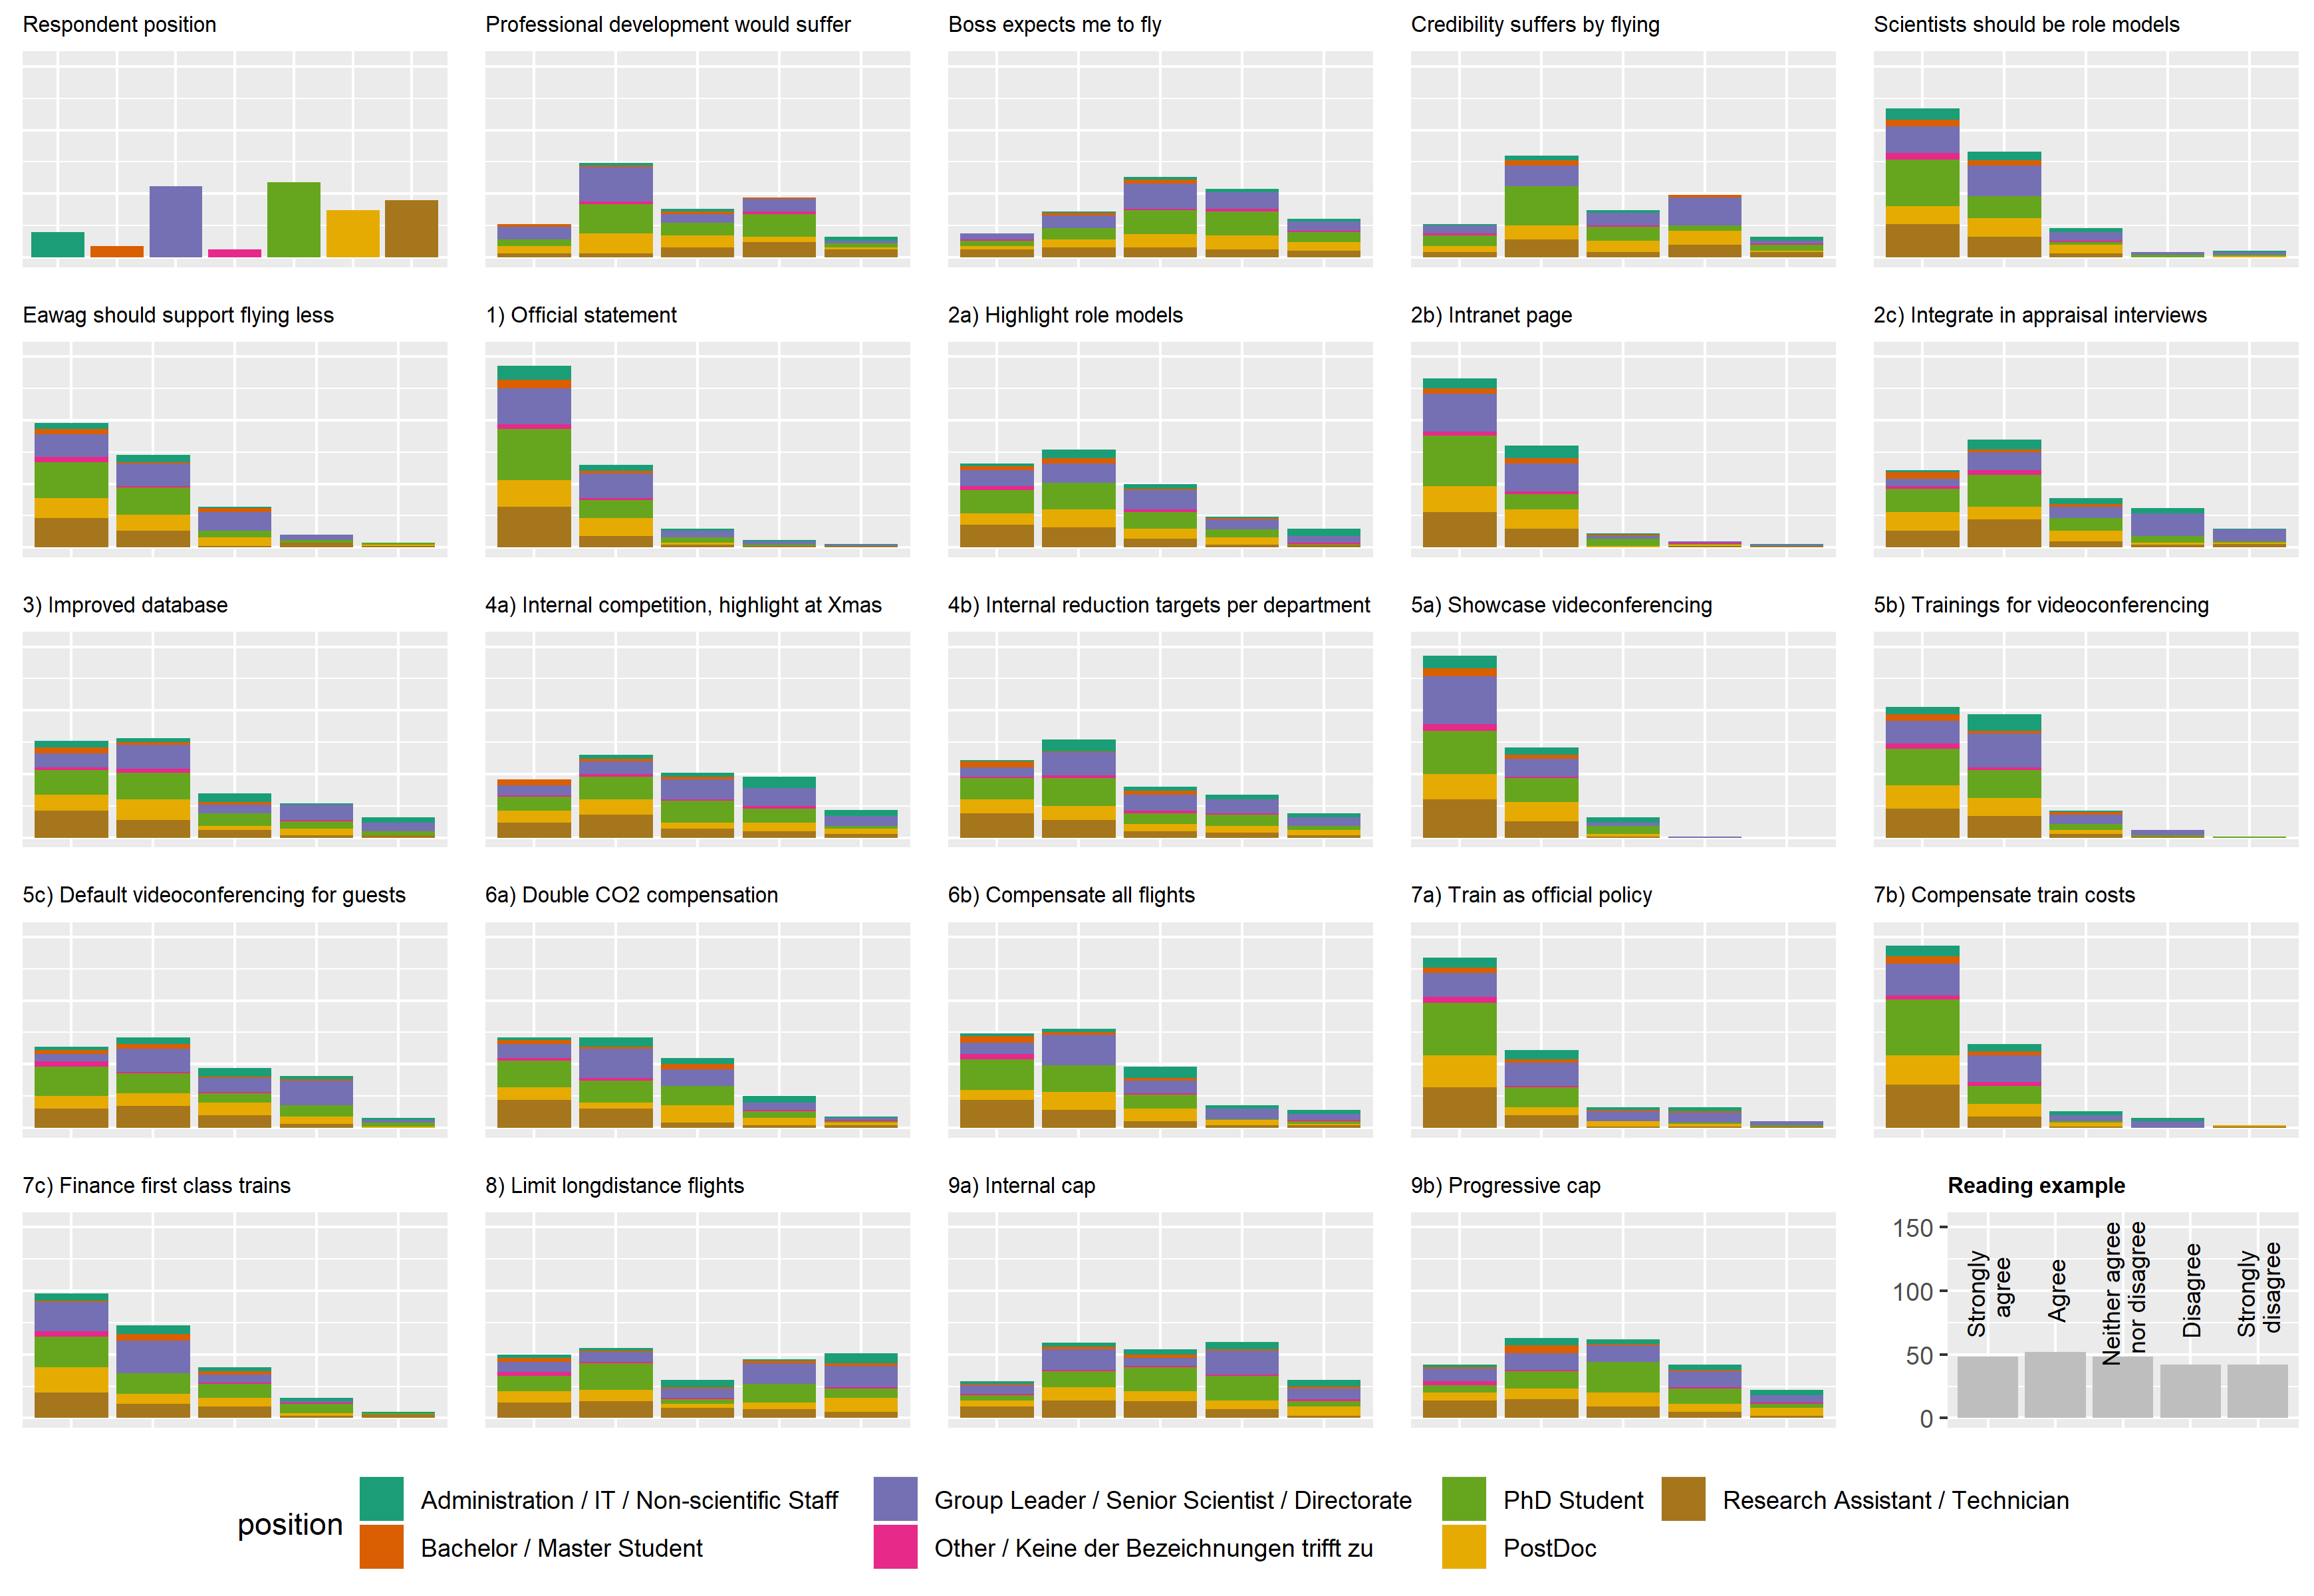 Respondent position
Professional development would suffer
Boss expects me to fly
Credibility suffers by flying
Scientists should be role models
Eawag should support flying less
1) Official statement
2a) Highlight role models
2b) Intranet page
2c) Integrate in appraisal interviews
3) Improved database
4a) Internal competition, highlight at Xmas
4b) Internal reduction targets per department
5a) Showcase videconferencing
5b) Trainings for videoconferencing
5c) Default videoconferencing for guests
6a) Double CO2 compensation
6b) Compensate all flights
7a) Train as official policy
7b) Compensate train costs
7c) Finance first class trains
8) Limit longdistance flights
9a) Internal cap
9b) Progressive cap
Reading example
150
100
50
0
Strongly
agree
Agree
Neither agree
nor disagree
Disagree
Strongly
disagree
position
Administration / IT / Non-scientific Staff
Bachelor / Master Student
Group Leader / Senior Scientist / Directorate
Other / Keine der Bezeichnungen trifft zu
PhD Student
PostDoc
Research Assistant / Technician